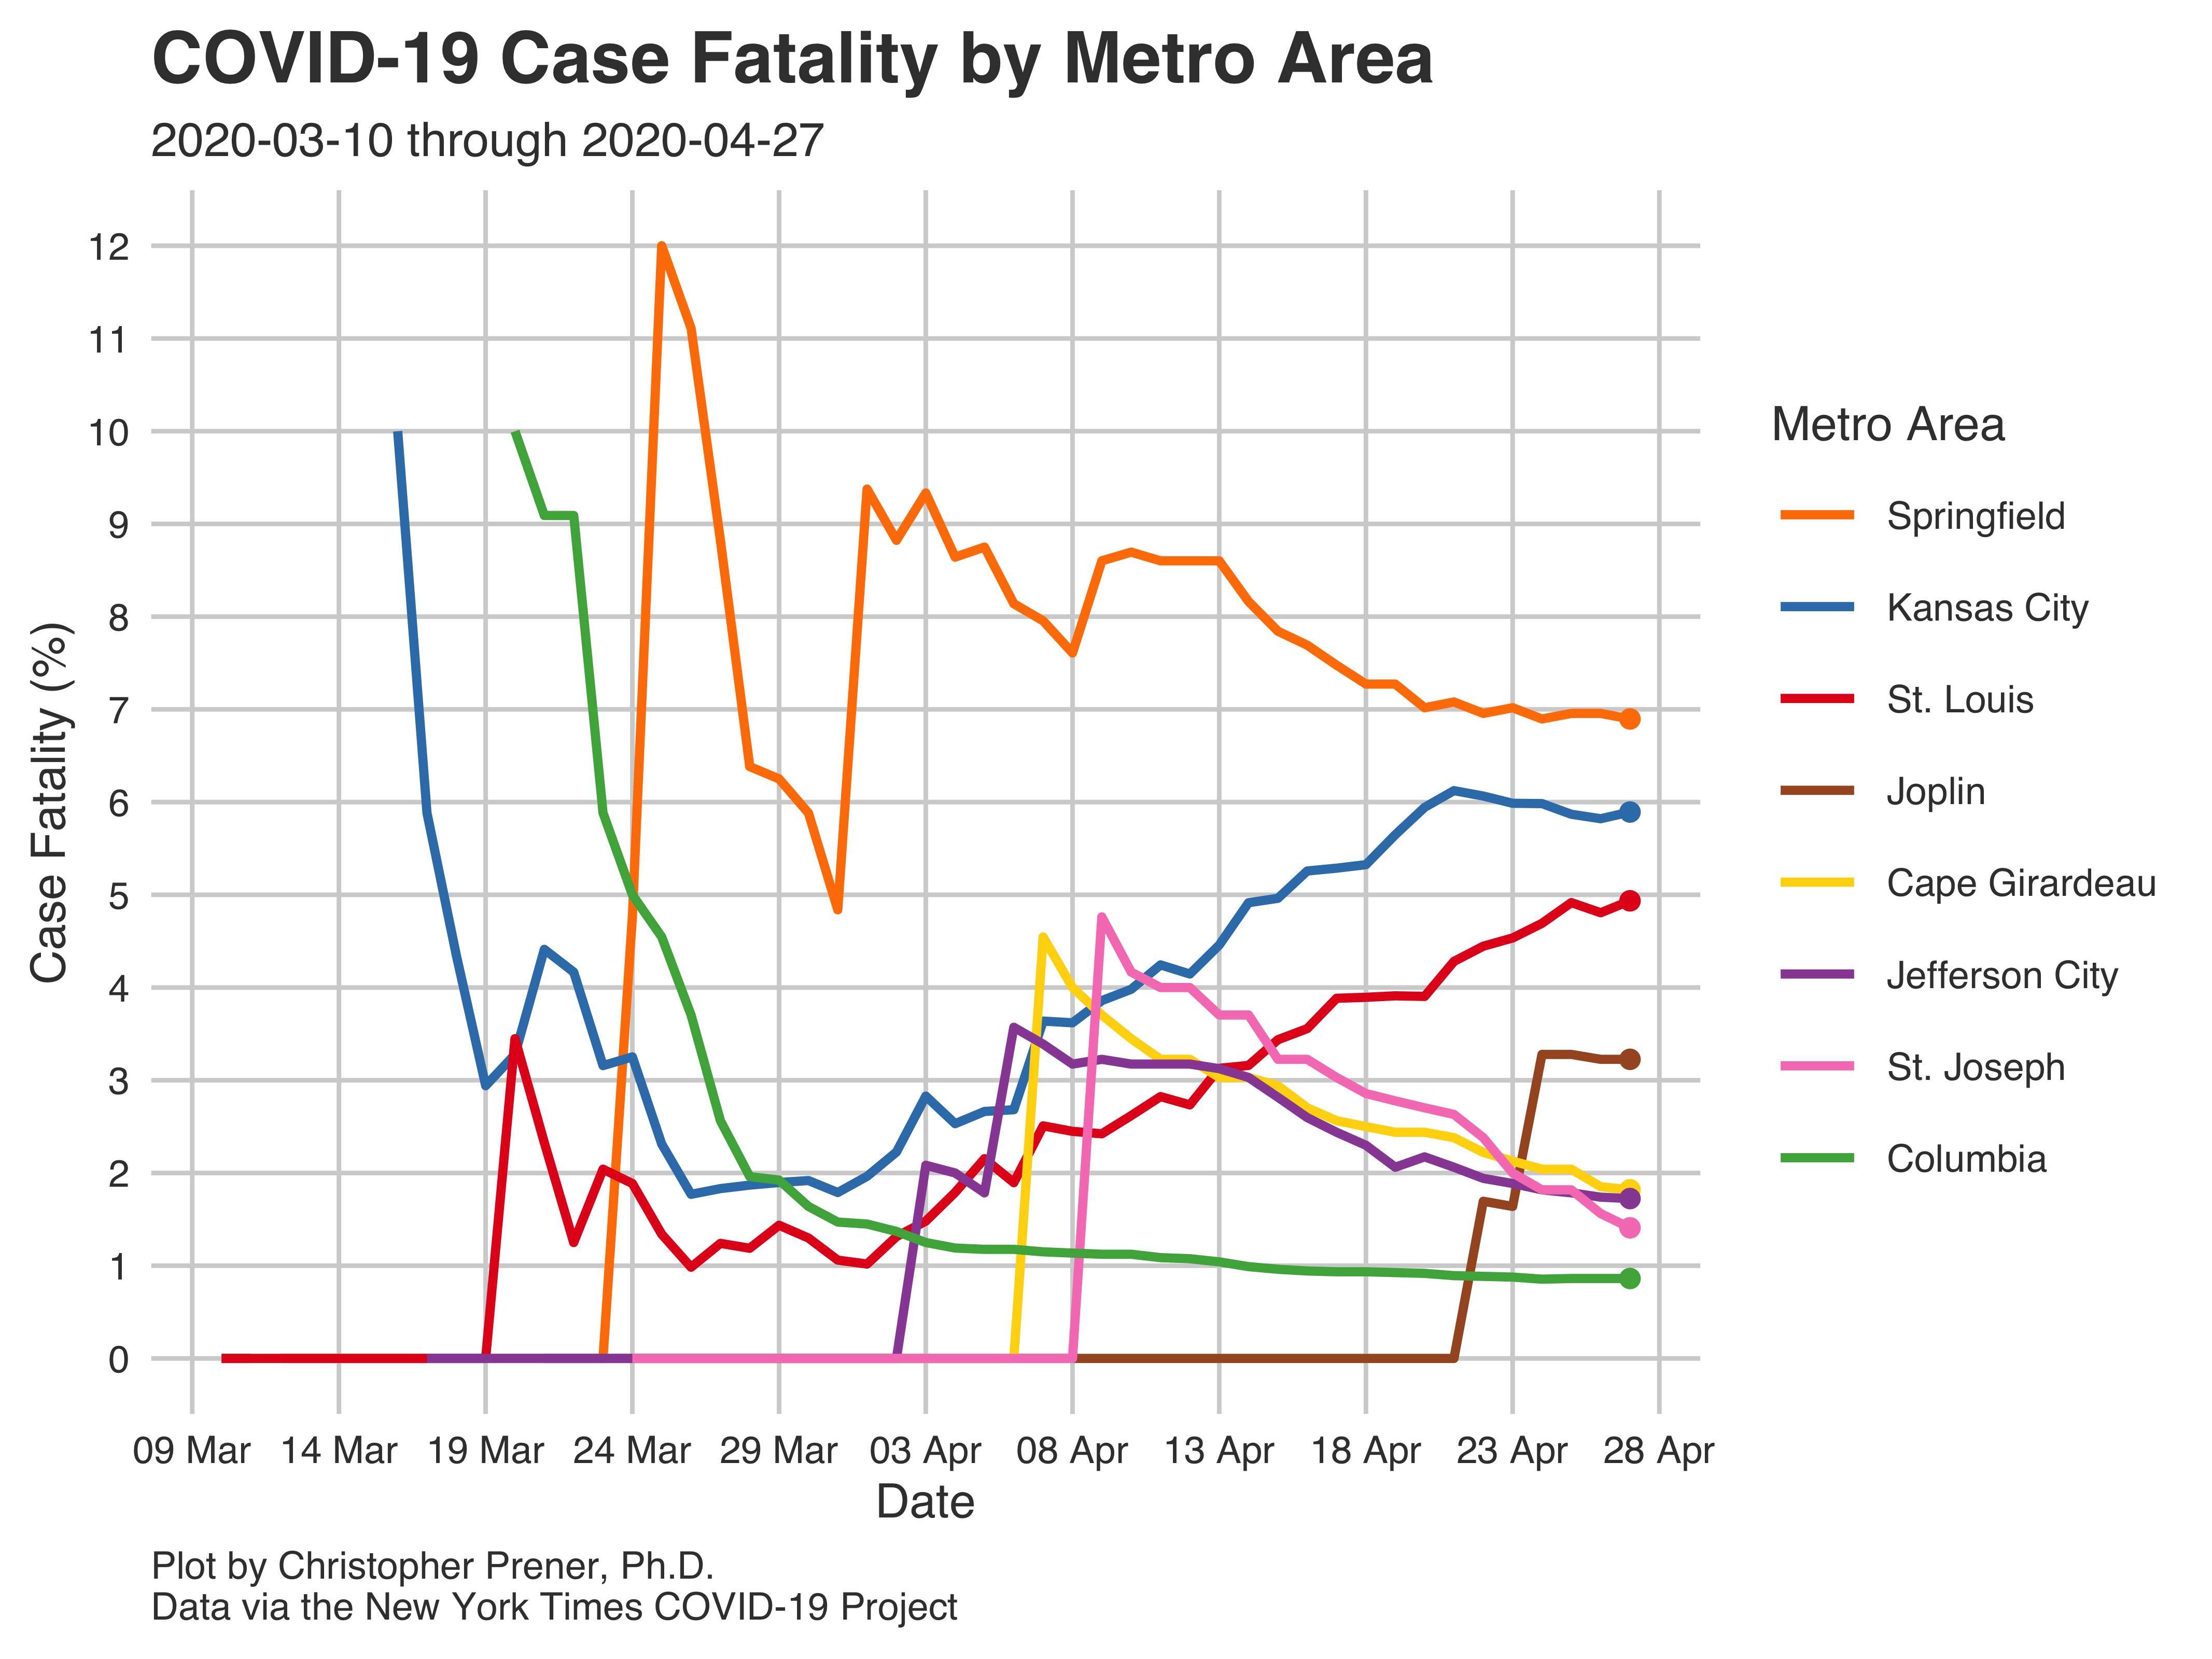 COVID-19 Case Fatality by Metro Area
2020-03-10 through 2020-04-27
Case Fatality (%)
12
11
10
9
8
7
6
5
4
3
2
1
0
09 Mar 14 Mar 19 Mar 24 Mar 29 Mar 03 Apr 08 Apr 13 Apr 18 Apr 23 Apr 28 Apr
Date
Metro Area
Springfield
Kansas City
St. Louis
Joplin
Cape Girardeau
Jefferson City
St. Joseph
Columbia
Plot by Christopher Prener, Ph.D.
Data via the New York Times COVID-19 Project